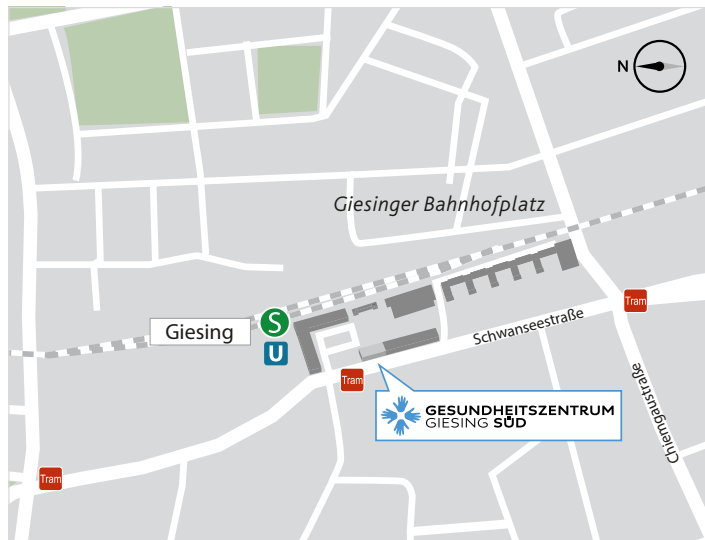 N
Giesinger Bahnhofplatz
S
Giesing
U
Tram
Schwanseestraße
Tram
GESUNDHEITSZENTRUM
GIESING SÜD
Chiemgaustraße
Tram